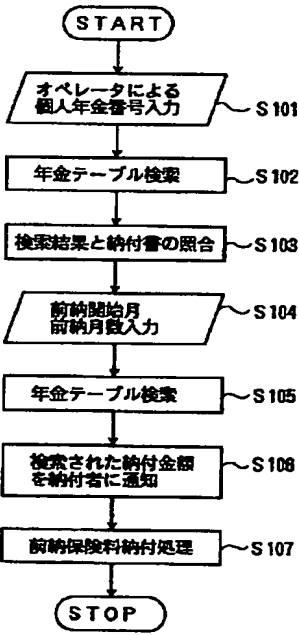 START
オペレータによる
個人年金番号入力
S101
年金テーブル検索
S102
検索結果と納付書の照合
S103
前納開始月
前納月数入力
S104
年金テーブル検索
S105
検索された納付金額
を納付者に通知
S106
前納保険料納付処理
S107
STOP